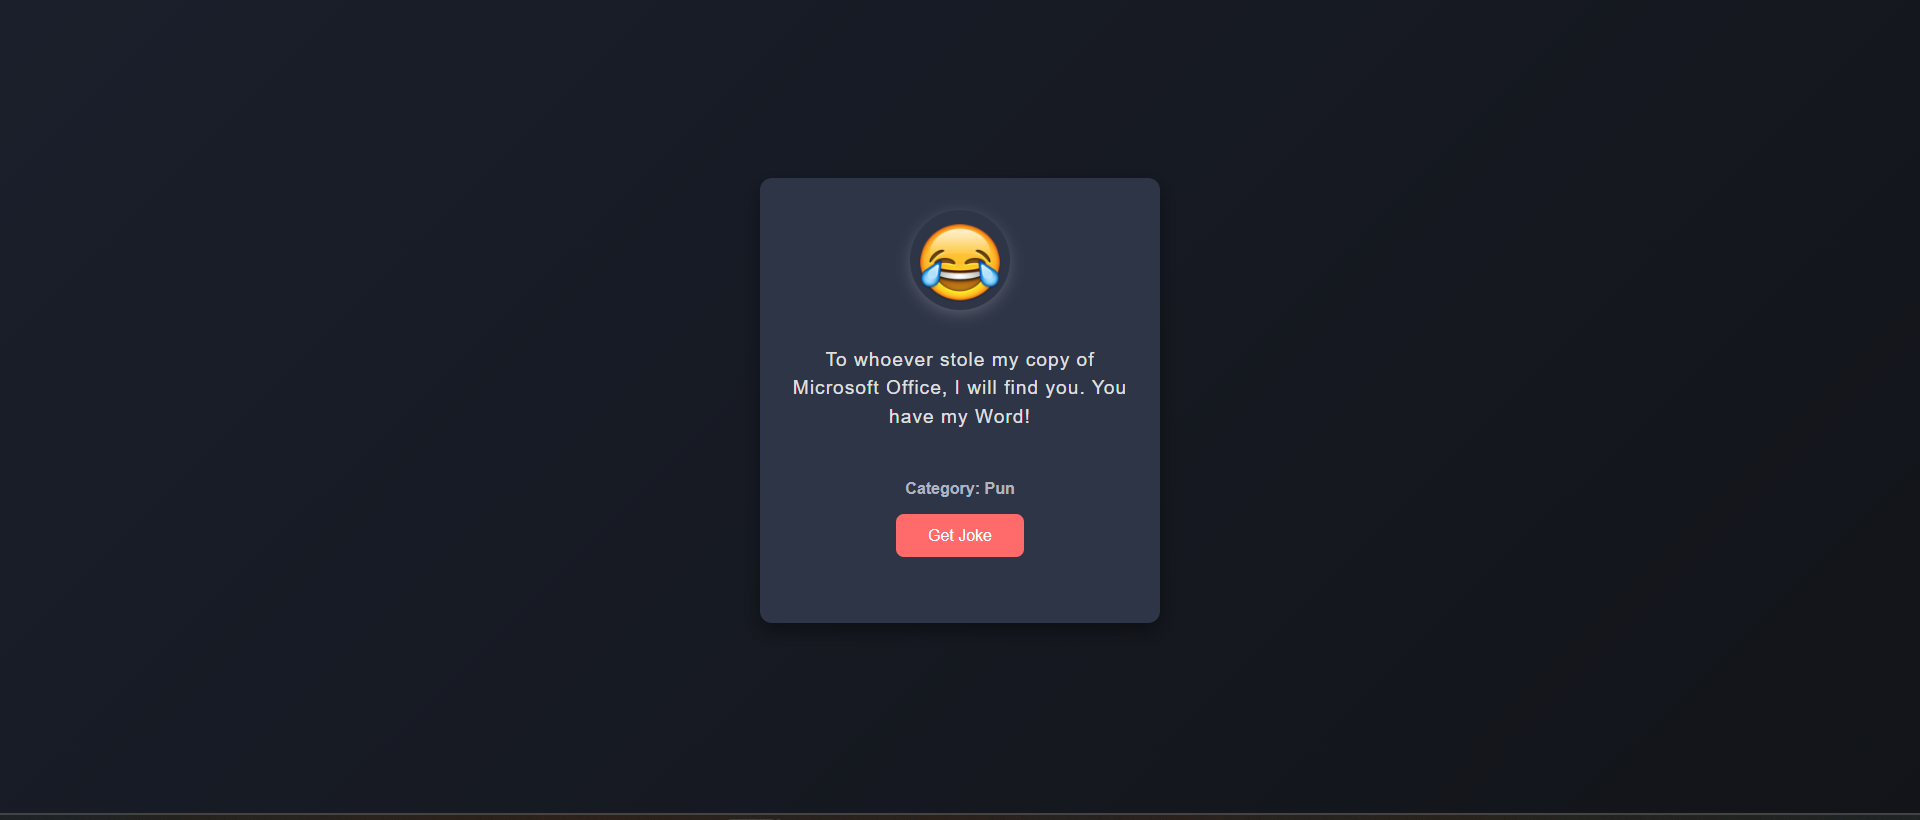 To whoever stole my copy of
Microsoft Office, I will find you. You
have my Word!
Category: Pun
Get Joke